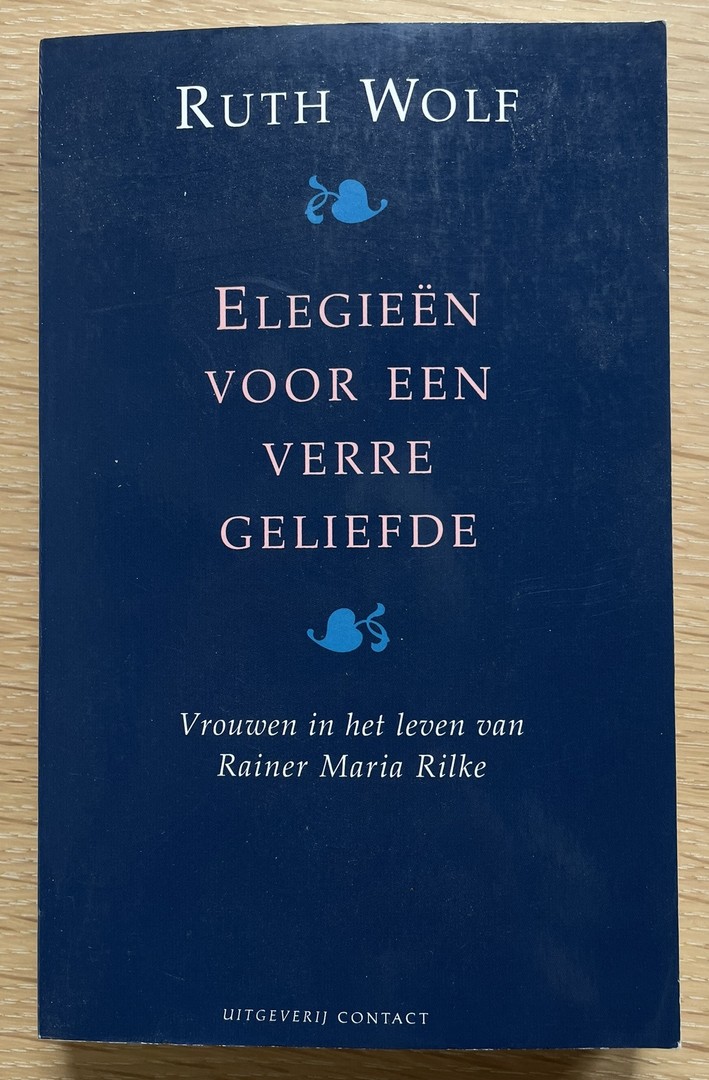 RUTH WOLF
ELEGIEËN
VOOR EEN
VERRE
GELIEFDE
Vrouwen in het leven van
Rainer Maria Rilke
UITGEVERIJ CONTACT